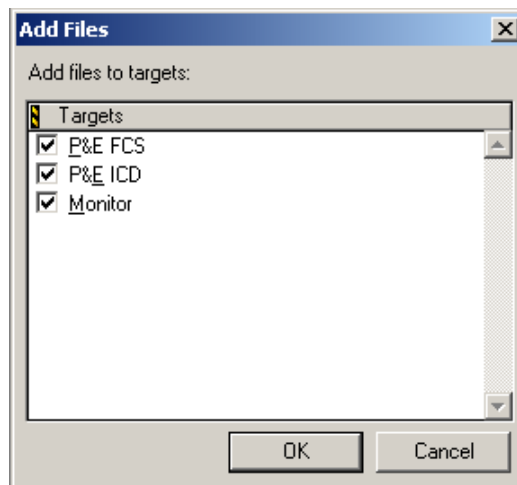 Add Files
Add files to targets:
Targets
P&E FCS
P&E ICD
Monitor
OK Cancel